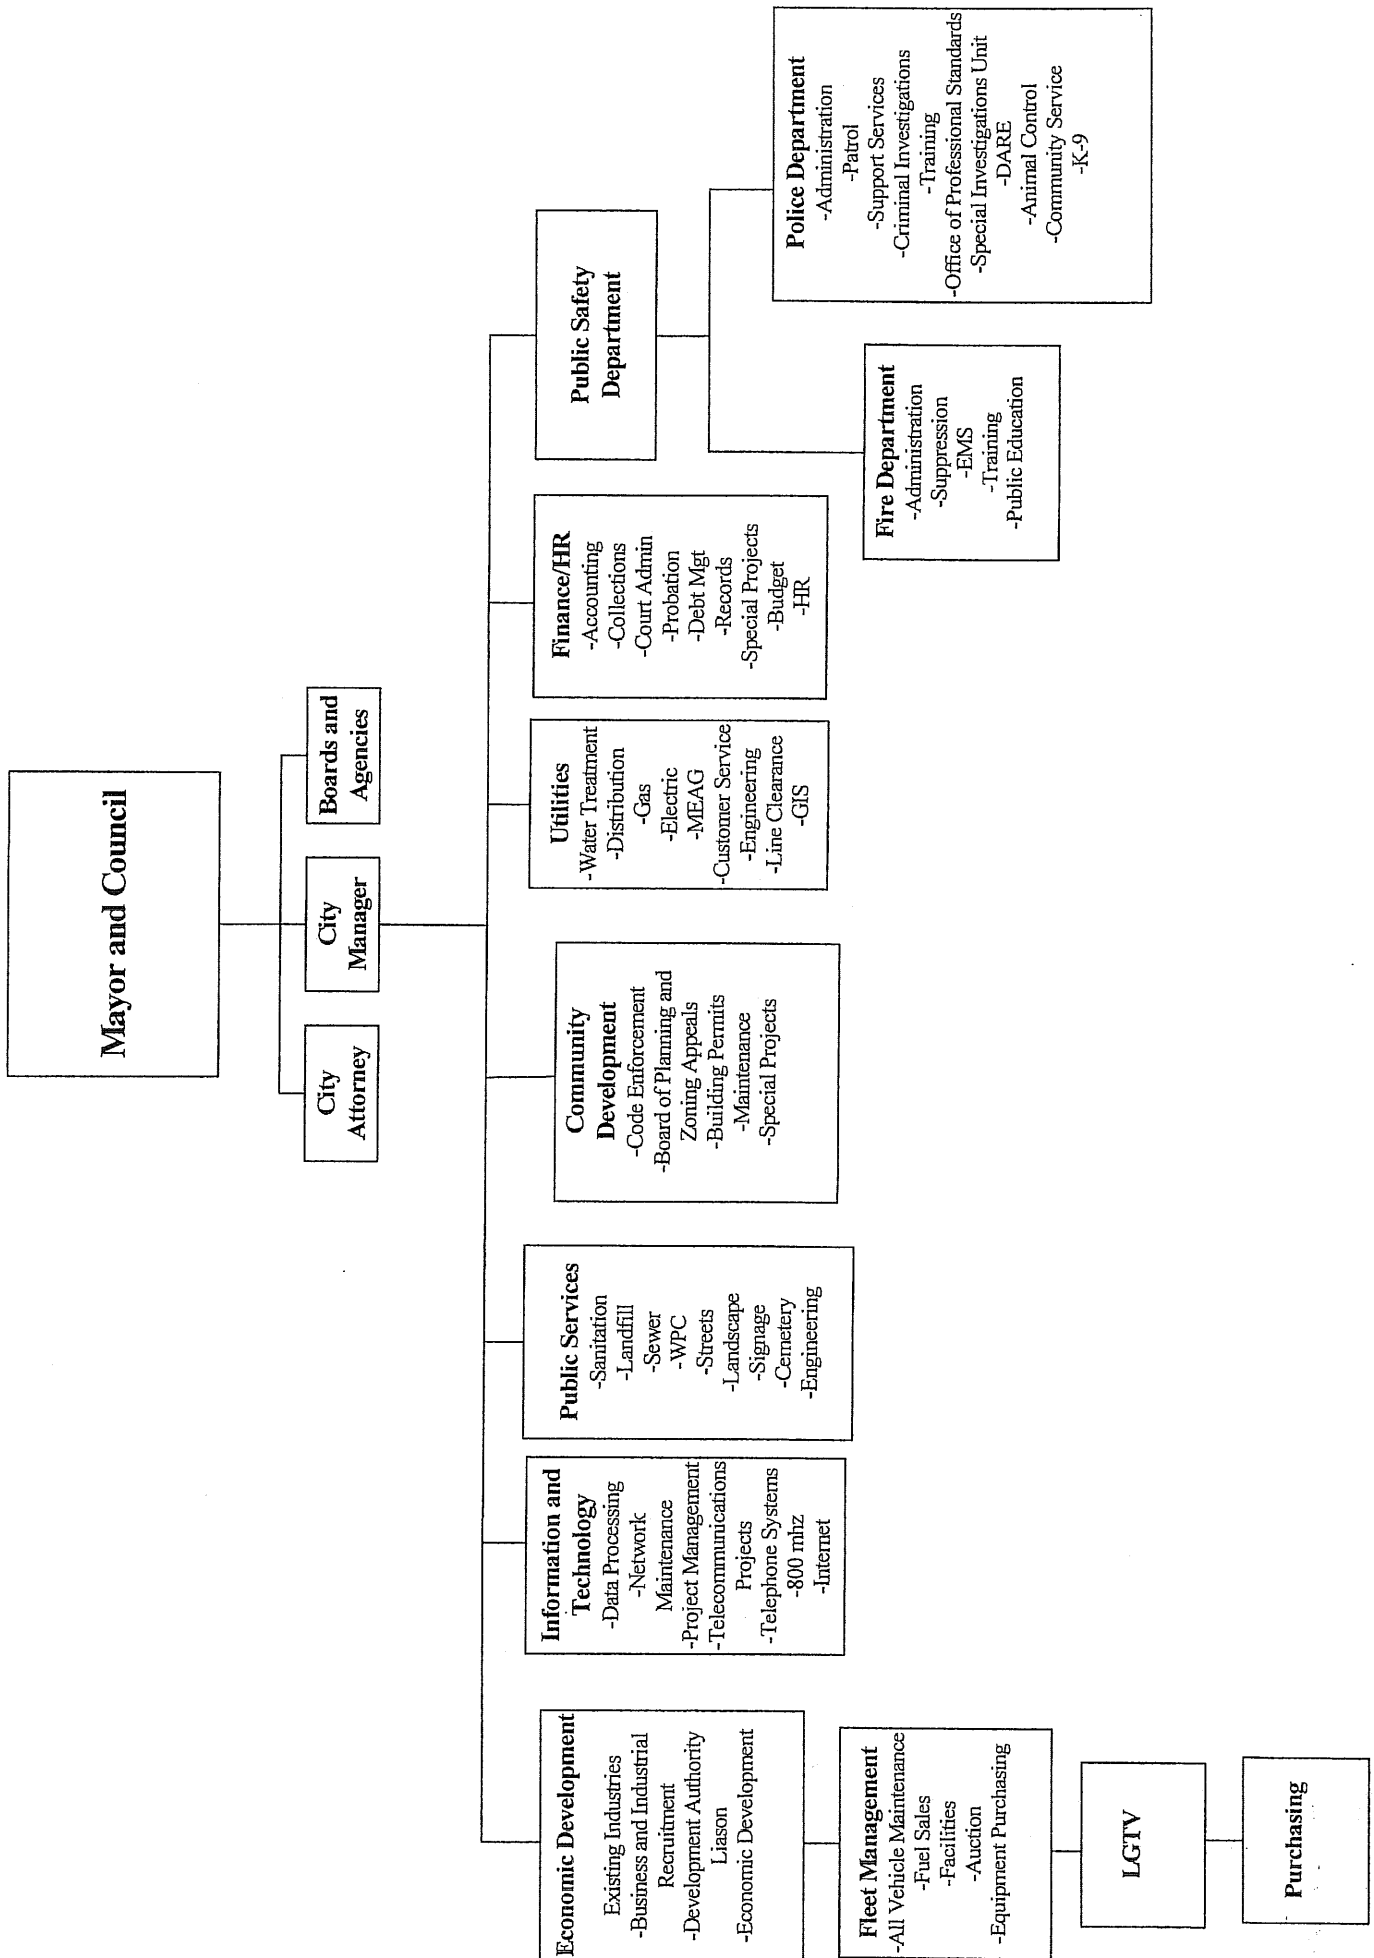 Mayor and Council
City
Attorney
City
Manager
Boards and
Agencies
Economic Development
Existing Industries
-Business and Industrial
Recruitment
-Development Authority
Liason
-Economic Development
Information and
Technology
-Data Processing
-Network
Maintenance
-Project Management
-Telecommunications
Projects
-Telephone Systems
-800 mhz
-Internet
Public Services
-Sanitation
-Landfill
-Sewer
-WPC
-Streets
-Landscape
-Signage
-Cemetery
-Engineering
Community
Development
-Code Enforcement
-Board of Planning and
Zoning Appeals
-Building Permits
-Maintenance
-Special Projects
Utilities
-Water Treatment
-Distribution
-Gas
-Electric
-MEAG
-Customer Service
-Engineering
-Line Clearance
-GIS
Finance/HR
-Accounting
-Collections
-Court Admin
-Probation
-Debt Mgt
-Records
-Special Projects
-Budget
-HR
Public Safety
Department
Fleet Management
-All Vehicle Maintenance
-Fuel Sales
-Facilities
-Auction
-Equipment Purchasing
LGTV
Purchasing
Fire Department
-Administration
-Suppression
-EMS
-Training
-Public Education
Police Department
-Administration
-Patrol
-Support Services
-Criminal Investigations
-Training
-Office of Professional Standards
-Special Investigations Unit
-DARE
-Animal Control
-Community Service
-K-9